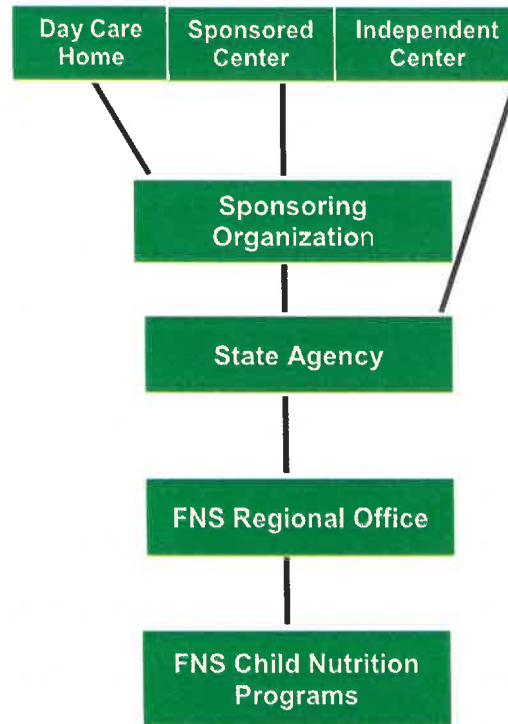 Day Care
Home
Sponsored
Center
Independent
Center
Sponsoring
Organization
State Agency
FNS Regional Office
FNS Child Nutrition
Programs